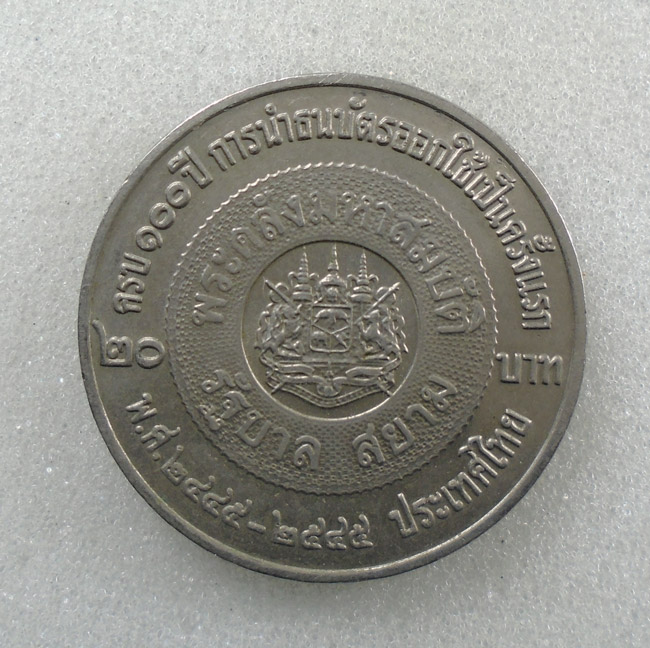 ครบ ๑๐๐ ปี การนำธนบัตรออกใช้เป็นครั้งแรก
พระคลังมหาสมบัติ
รัฐบาล สยาม
๒๐ บาท
พ.ศ.๒๔๔๕-๒๕๔๕ ประเทศไทย